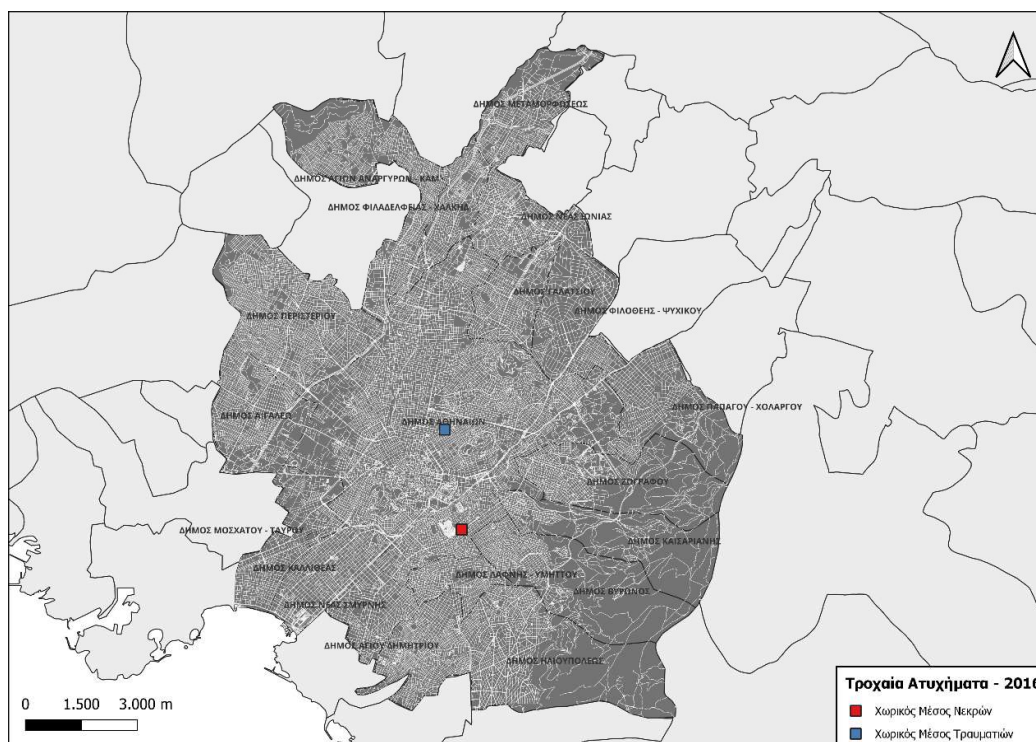 ΔΗΜΟΣ ΜΕΤΑΜΟΡΦΩΣΕΩΣ
ΔΗΜΟΣ ΑΓΙΩΝ ΑΝΑΡΓΥΡΩΝ - ΚΑΜ
ΔΗΜΟΣ ΦΙΛΑΔΕΛΦΕΙΑΣ - ΧΑΛΚΗΔ
ΔΗΜΟΣ ΝΕΑΣ ΙΩΝΙΑΣ
ΔΗΜΟΣ ΓΑΛΑΤΣΙΟΥ
ΔΗΜΟΣ ΦΙΛΟΘΕΗΣ - ΨΥΧΙΚΟΥ
ΔΗΜΟΣ ΠΕΡΙΣΤΕΡΙΟΥ
ΔΗΜΟΣ ΠΑΠΑΓΟΥ - ΧΟΛΑΡΓΟΥ
ΔΗΜΟΣ ΑΙΓΑΛΕΩ
ΔΗΜΟΣ ΑΘΗΝΑΙΩΝ
ΔΗΜΟΣ ΖΩΓΡΑΦΟΥ
ΔΗΜΟΣ ΜΟΣΧΑΤΟΥ - ΤΑΥΡΟΥ
ΔΗΜΟΣ ΚΑΙΣΑΡΙΑΝΗΣ
ΔΗΜΟΣ ΚΑΛΛΙΘΕΑΣ
ΔΗΜΟΣ ΔΑΦΝΗΣ - ΥΜΗΤΤΟΥ
ΔΗΜΟΣ ΒΥΡΩΝΟΣ
ΔΗΜΟΣ ΝΕΑΣ ΣΜΥΡΝΗΣ
ΔΗΜΟΣ ΑΓΙΟΥ ΔΗΜΗΤΡΙΟΥ
ΔΗΜΟΣ ΗΛΙΟΥΠΟΛΕΩΣ
0 1.500 3.000 m
Τροχαία Ατυχήματα - 2016
Χωρικός Μέσος Νεκρών
Χωρικός Μέσος Τραυματιών